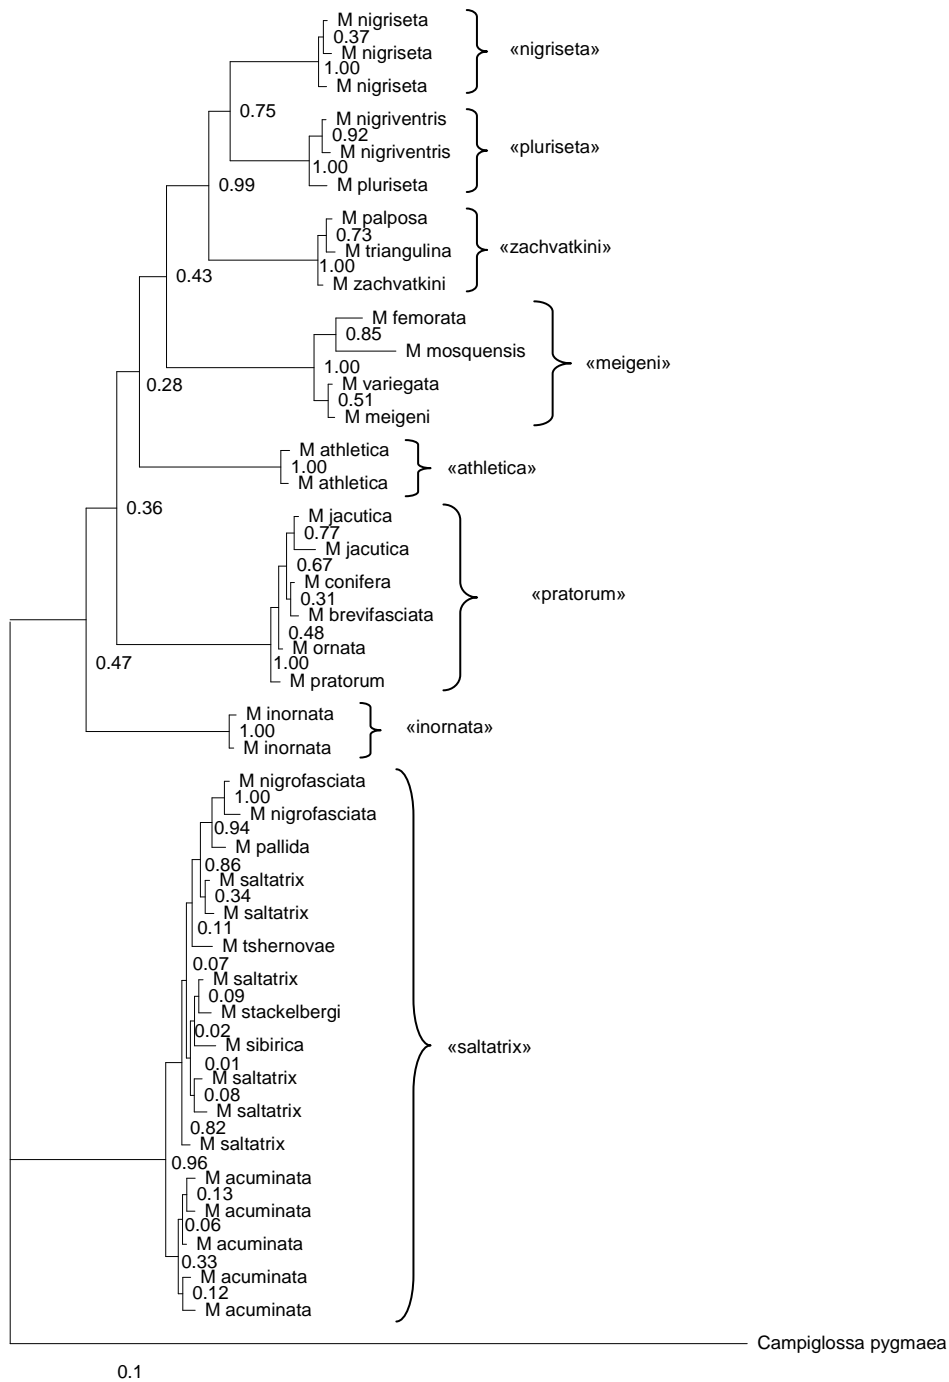 M nigriseta
0.37
M nigriseta
1.00
M nigriseta
«nigriseta»
0.75
M nigriventris
0.92
M nigriventris
1.00
M pluriseta
«pluriseta»
0.99
M palposa
0.73
M triangulina
1.00
M zachvatkini
«zachvatkini»
0.43
M femorata
0.85
M mosquensis
1.00
M variegata
0.51
M meigeni
«meigeni»
0.28
M athletica
1.00
M athletica
«athletica»
0.36
M jacutica
0.77
M jacutica
0.67
M conifera
0.31
M brevifasciata
0.48
M ornata
1.00
M pratorum
«pratorum»
0.47
M inornata
1.00
M inornata
«inornata»
M nigrofasciata
1.00
M nigrofasciata
0.94
M pallida
0.86
M saltatrix
0.34
M saltatrix
0.11
M tshernovae
0.07
M saltatrix
0.09
M stackelbergi
0.02
M sibirica
0.01
M saltatrix
0.08
M saltatrix
0.82
M saltatrix
«saltatrix»
0.96
M acuminata
0.13
M acuminata
0.06
M acuminata
0.33
M acuminata
0.12
M acuminata
Campiglossa pygmaea
0.1